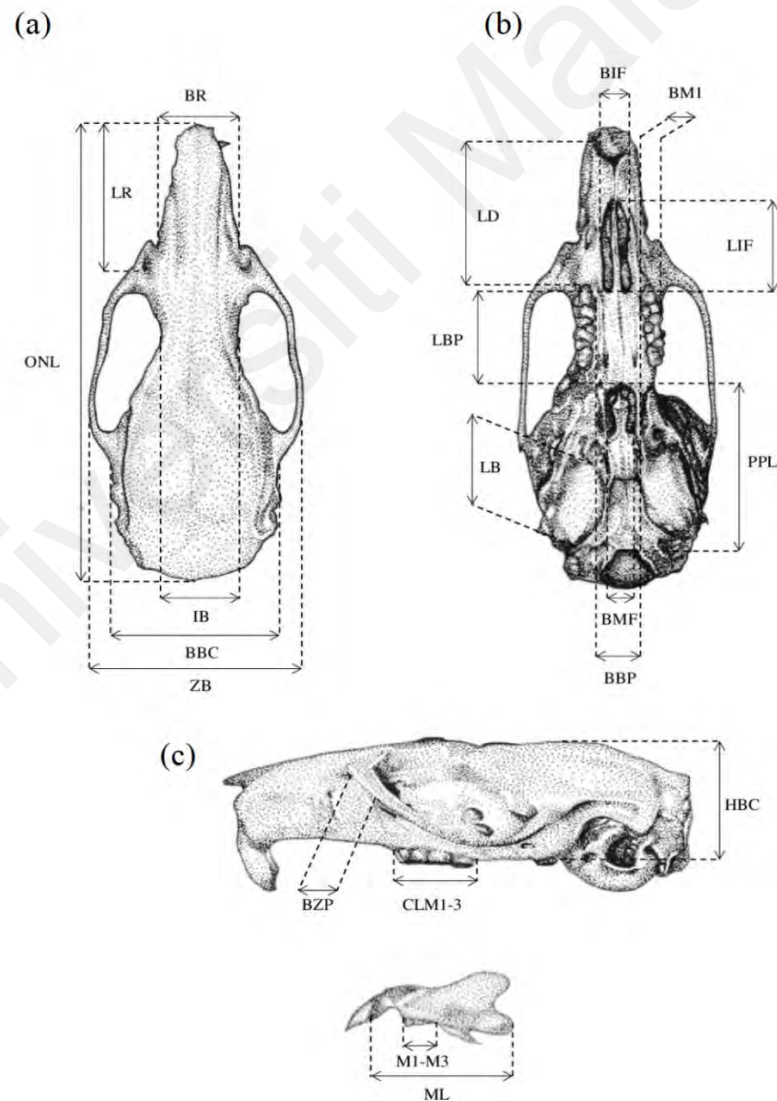 (a)
(b)
BR
BIF
BM1
LR
LD
LIF
ONL
LBP
LB
PPL
IB
BMF
BBC
BBP
ZB
(c)
HBC
BZP
CLM1-3
M1-M3
ML